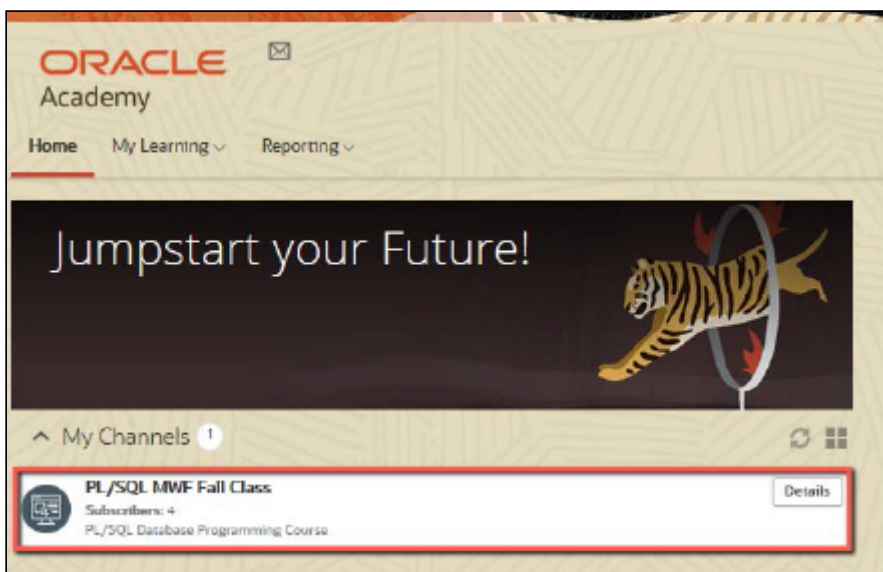 ORACLE
Academy
Home My Learning Reporting
Jumpstart your Future!
My Channels 1
PL/SQL MWF Fall Class
Details
Subscribers: 4
PL/SQL Database Programming Course